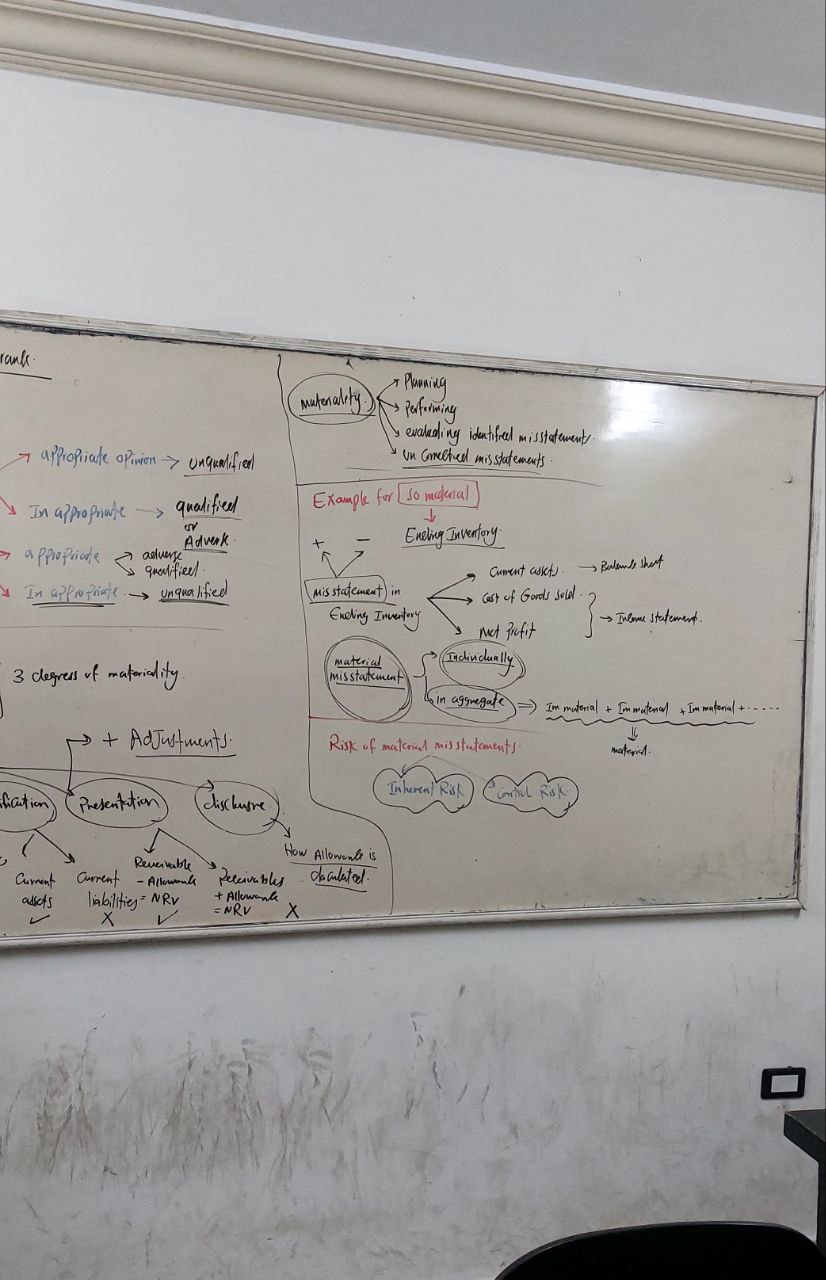 appropriate opinion → unqualified
In appropriate → qualified
or
Adverse
appropriate
adverse
qualified
In appropriate → unqualified
3 degrees of materiality.
+ Adjustments.
Presentation
disclosure
Current
assets
✓
Current
liabilities
X
Receivable
- Allowance
= NRV
✓
Receivables
+ Allowance
= NRV
X
How Allowance is
calculated.
materiality
Planning
performing
evaluating identified misstatements.
un corrected misstatements.
Example for so material
↓
Ending Inventory.
+ -
misstatement in
Ending Inventory
Current assets. → Balance sheet
Cost of Goods sold.
Net Profit
→ Income statement.
material
misstatement
Individually
in aggregate ⇒ Im material + Im material + Im material + ......
⇓
material.
Risk of material misstatements.
Inherent Risk
Control Risk